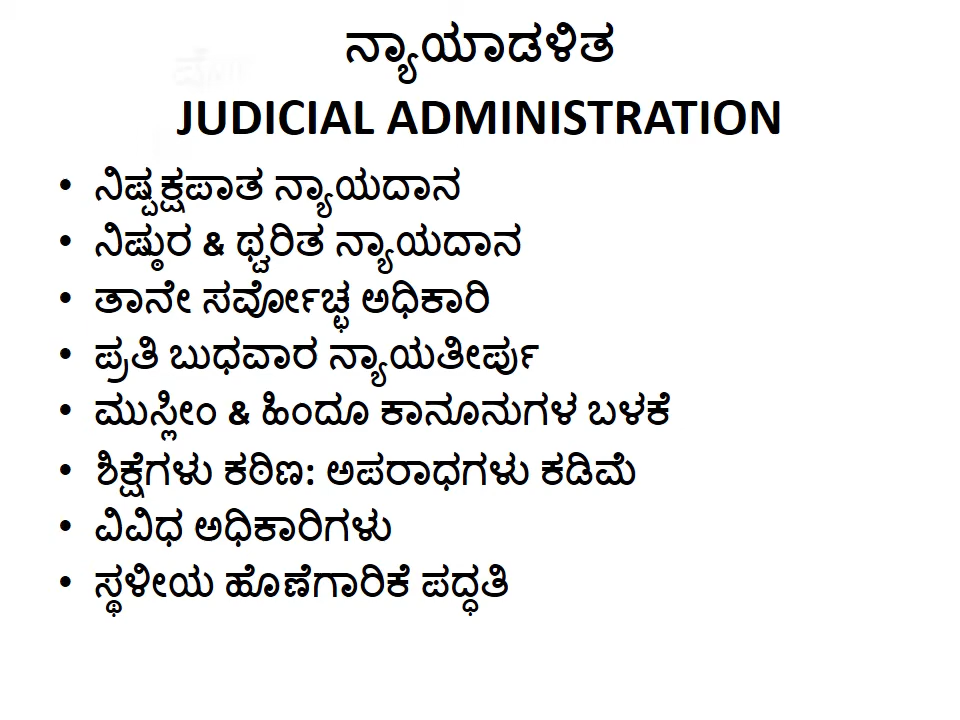 ನ್ಯಾಯಾಡಳಿತ
JUDICIAL ADMINISTRATION
• ನಿಷ್ಪಕ್ಷಪಾತ ನ್ಯಾಯದಾನ
• ನಿಷ್ಠುರ & ಥ್ವರಿತ ನ್ಯಾಯದಾನ
• ತಾನೇ ಸರ್ವೋಚ್ಛ ಅಧಿಕಾರಿ
• ಪ್ರತಿ ಬುಧವಾರ ನ್ಯಾಯತೀರ್ಪು
• ಮುಸ್ಲೀಂ & ಹಿಂದೂ ಕಾನೂನುಗಳ ಬಳಕೆ
• ಶಿಕ್ಷೆಗಳು ಕಠಿಣ: ಅಪರಾಧಗಳು ಕಡಿಮೆ
• ವಿವಿಧ ಅಧಿಕಾರಿಗಳು
• ಸ್ಥಳೀಯ ಹೊಣೆಗಾರಿಕೆ ಪದ್ಧತಿ